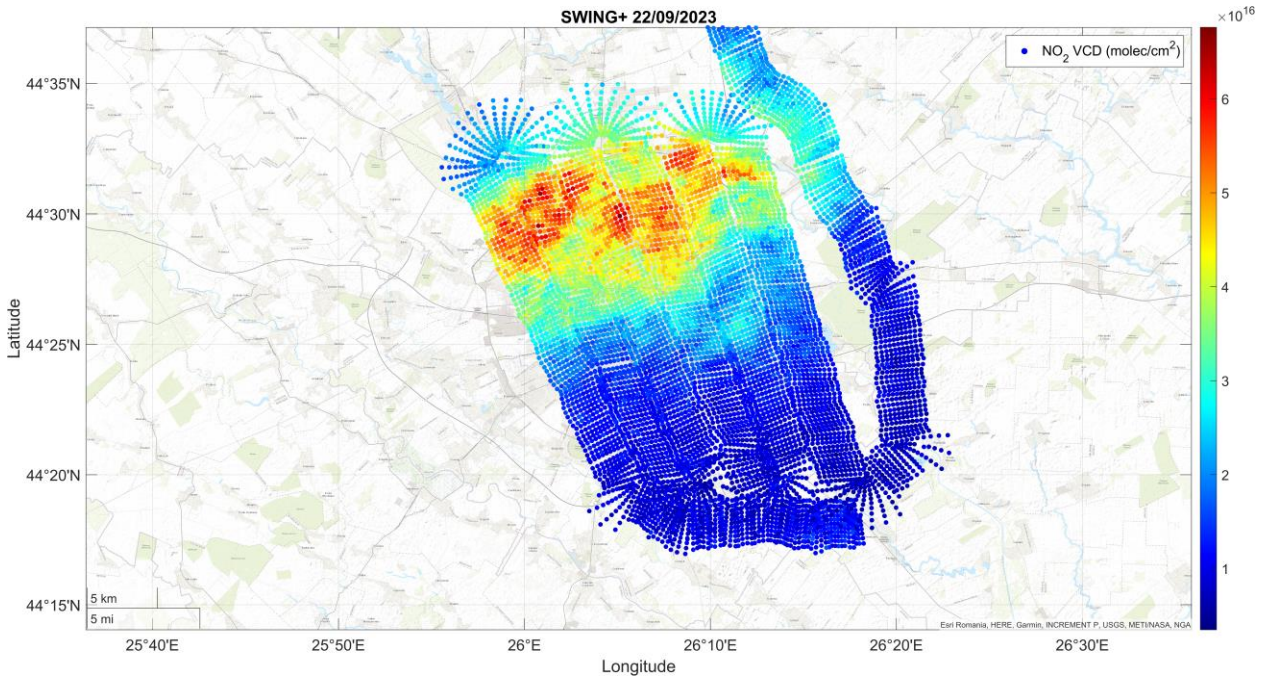 SWING+ 22/09/2023
×10^16
NO₂ VCD (molec/cm²)
44°35'N
44°30'N
44°25'N
44°20'N
44°15'N
Latitude
6
5
4
3
2
1
5 km
5 mi
Esri Romania, HERE, Garmin, INCREMENT P, USGS, METI/NASA, NGA
25°40'E
25°50'E
26°E
26°10'E
26°20'E
26°30'E
Longitude